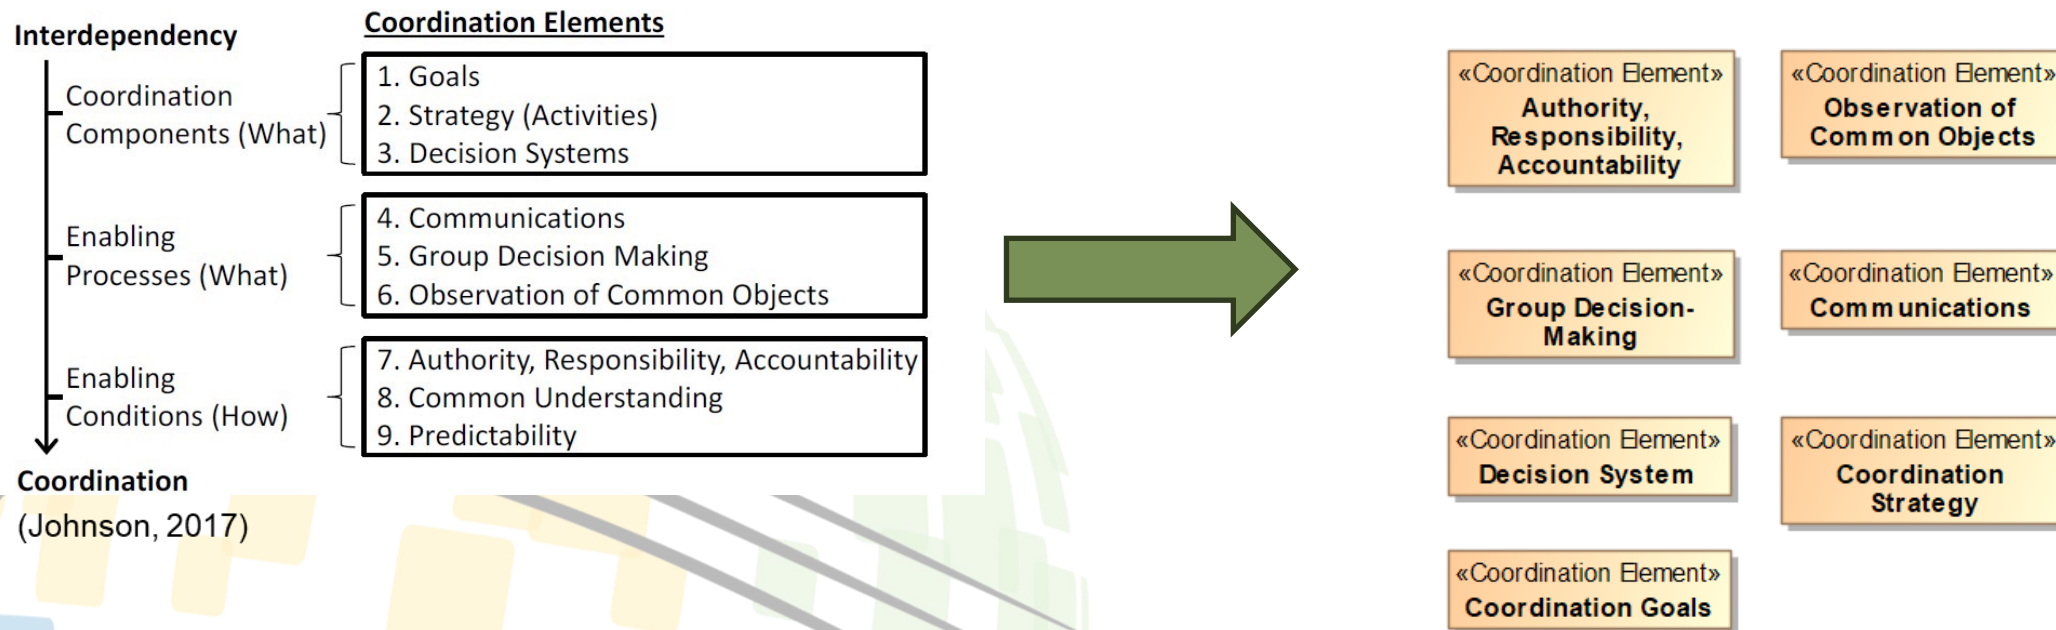 Interdependency
Coordination Elements
Coordination
Components (What)
1. Goals
2. Strategy (Activities)
3. Decision Systems
Enabling
Processes (What)
4. Communications
5. Group Decision Making
6. Observation of Common Objects
Enabling
Conditions (How)
7. Authority, Responsibility, Accountability
8. Common Understanding
9. Predictability
Coordination
(Johnson, 2017)
«Coordination Element»
Authority,
Responsibility,
Accountability
«Coordination Element»
Observation of
Common Objects
«Coordination Element»
Group Decision-
Making
«Coordination Element»
Communications
«Coordination Element»
Decision System
«Coordination Element»
Coordination
Strategy
«Coordination Element»
Coordination Goals